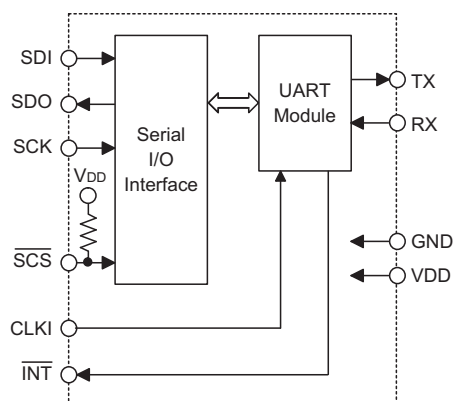 SDI
SDO
SCK
VDD
SCS
CLKI
INT
Serial
I/O
Interface
UART
Module
TX
RX
GND
VDD